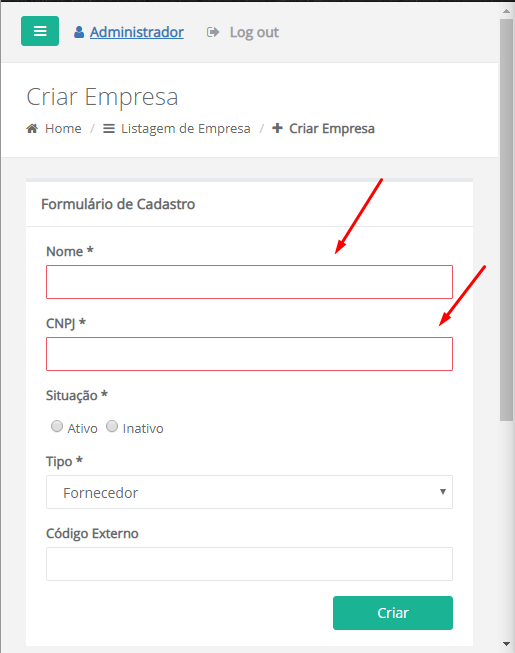 Administrador Log out
Criar Empresa
Home / Listagem de Empresa / Criar Empresa
Formulário de Cadastro
Nome *
CNPJ *
Situação *
Ativo Inativo
Tipo *
Fornecedor
Código Externo
Criar